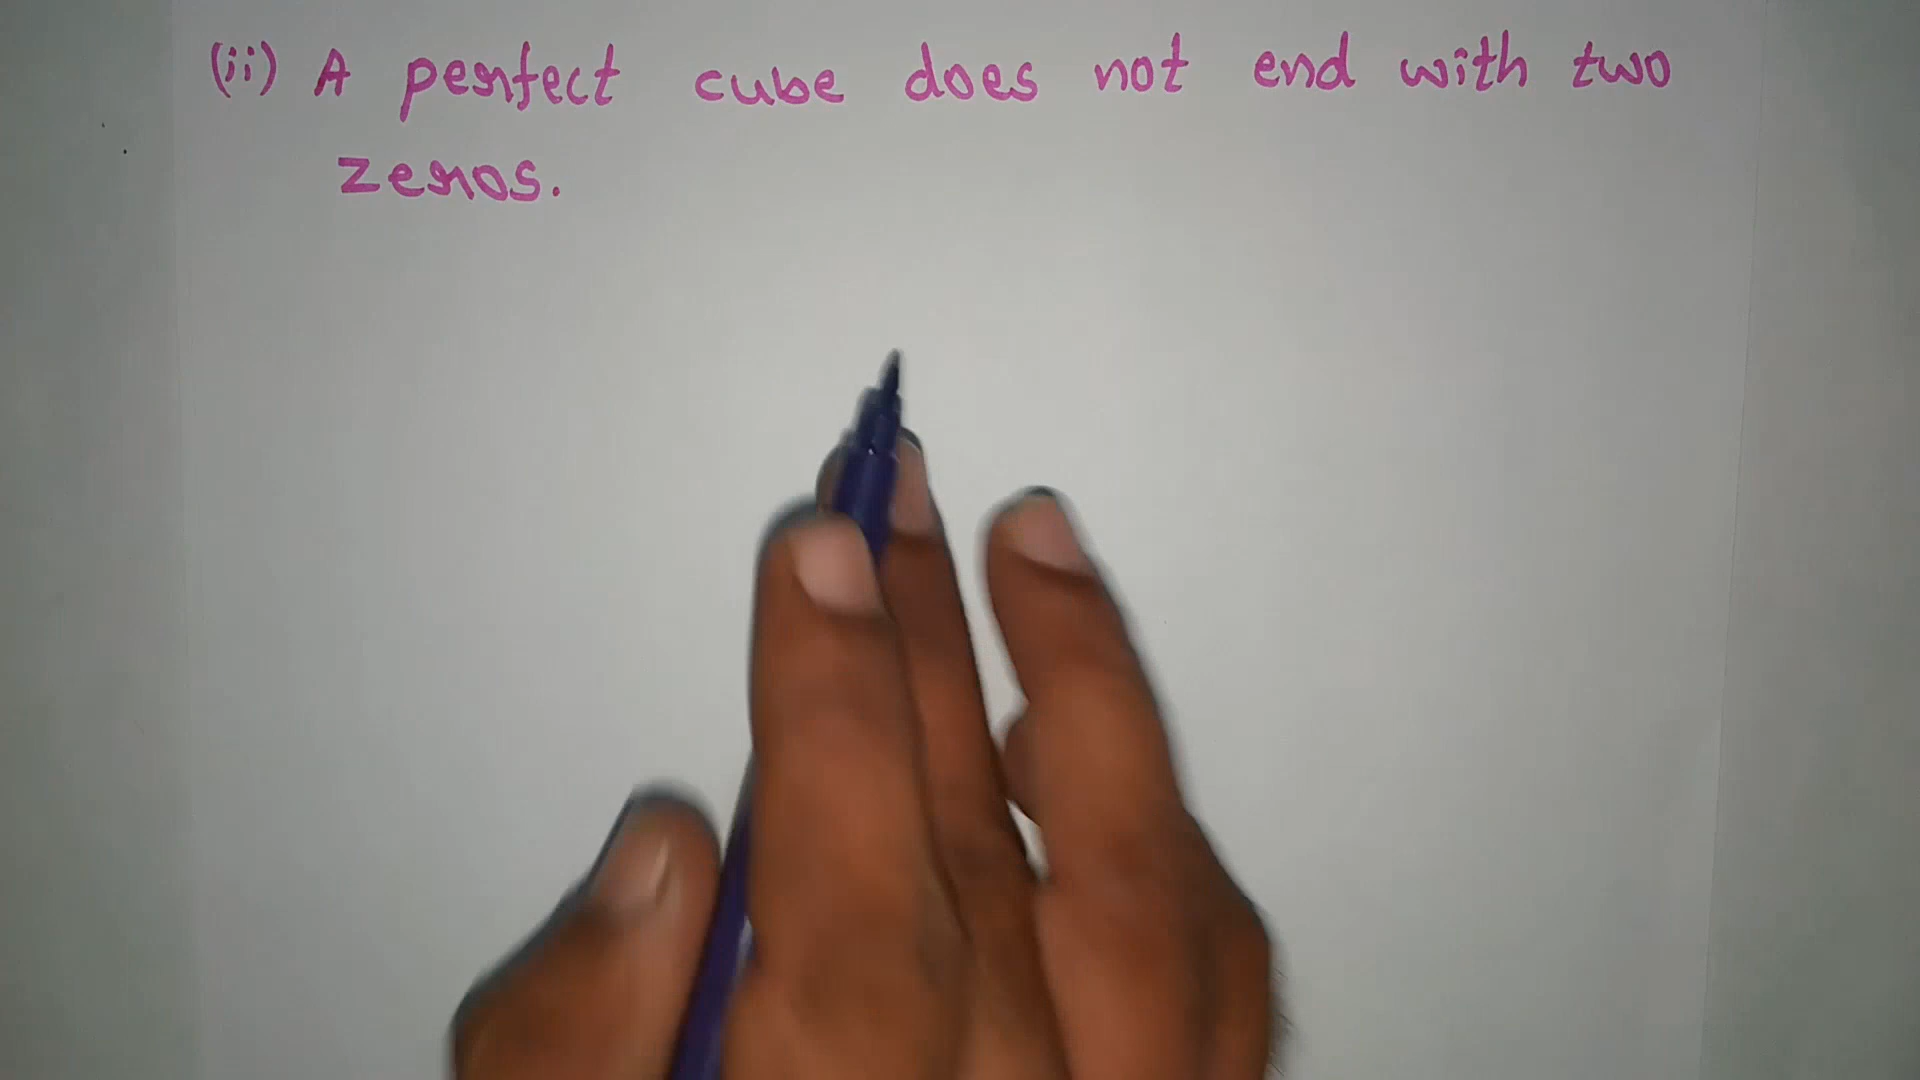 (ii) A perfect cube does not end with two
zeros.